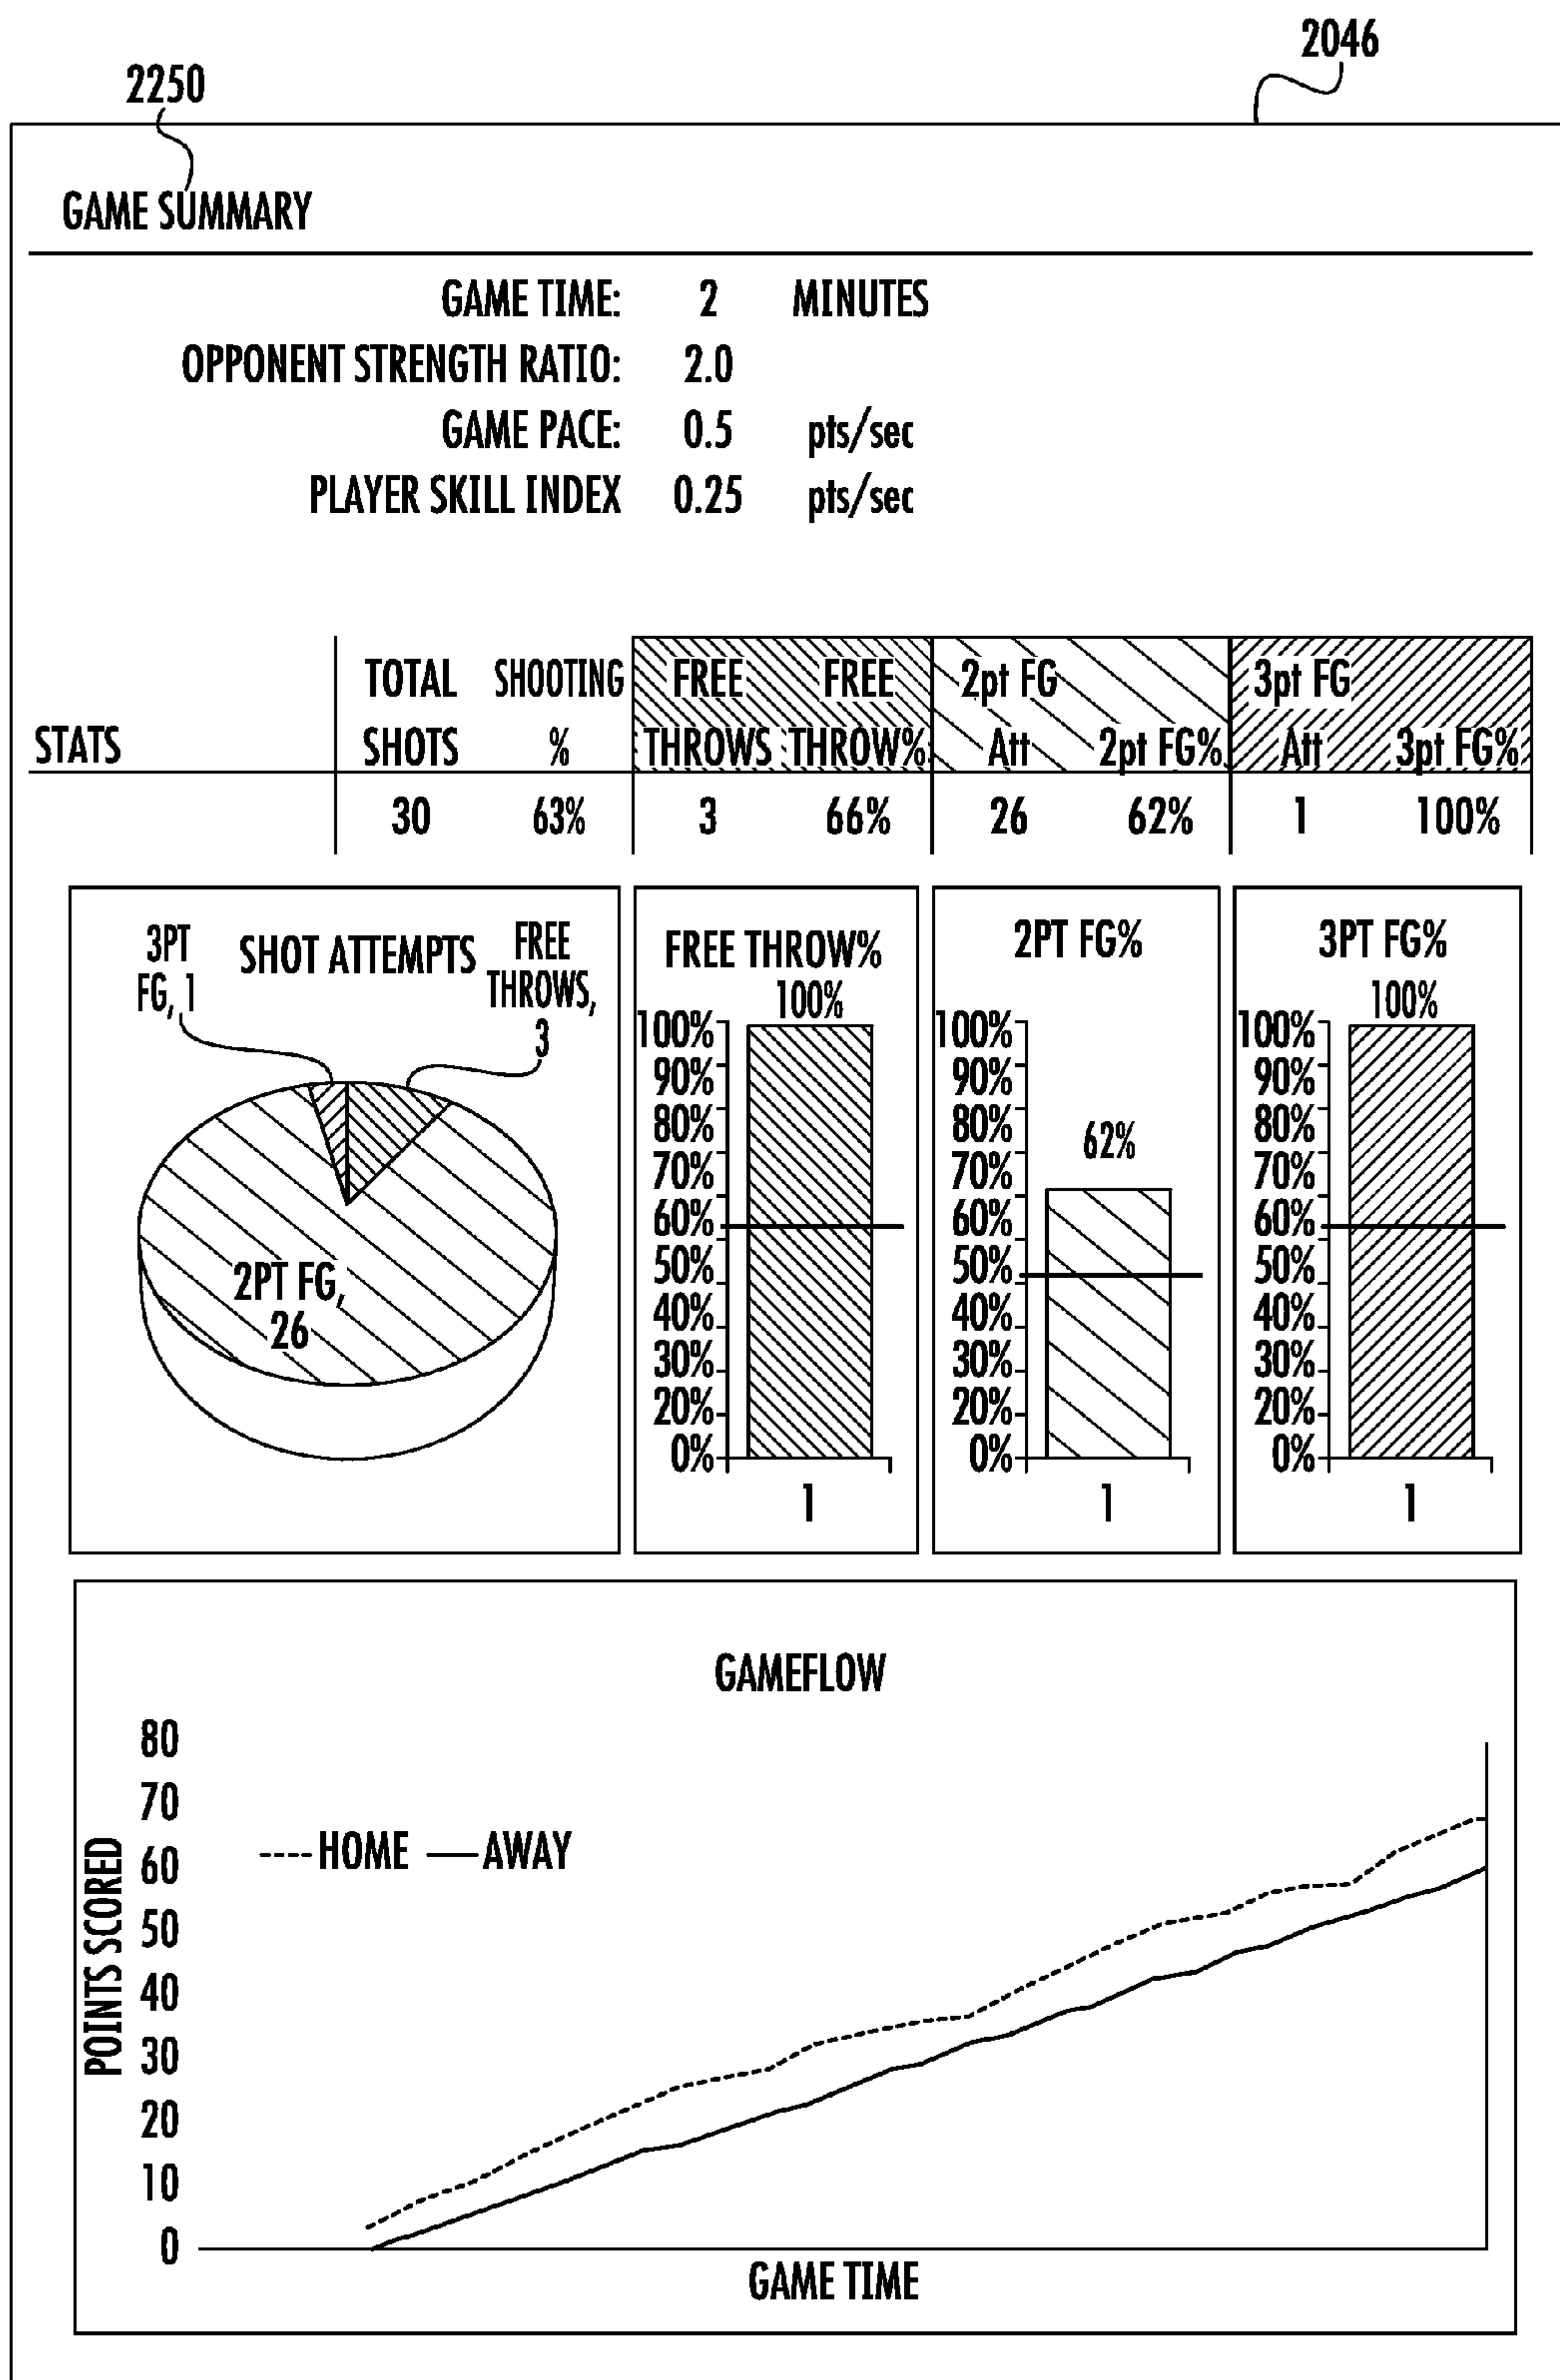 2046
2250
GAME SUMMARY
GAME TIME: 2 MINUTES
OPPONENT STRENGTH RATIO: 2.0
GAME PACE: 0.5 pts/sec
PLAYER SKILL INDEX 0.25 pts/sec
TOTAL SHOOTING FREE FREE 2pt FG 3pt FG
STATS SHOTS % THROWS THROW% Att 2pt FG% Att 3pt FG%
30 63% 3 66% 26 62% 1 100%
SHOT ATTEMPTS
3PT
FG, 1
FREE
THROWS,
3
2PT FG,
26
FREE THROW%
100%
100%
90%
80%
70%
60%
50%
40%
30%
20%
0%
1
2PT FG%
100%
90%
80%
62%
70%
60%
50%
40%
30%
20%
0%
1
3PT FG%
100%
100%
90%
80%
70%
60%
50%
40%
30%
20%
0%
1
GAMEFLOW
POINTS SCORED
80
70
60
50
40
30
20
10
0
HOME AWAY
GAME TIME